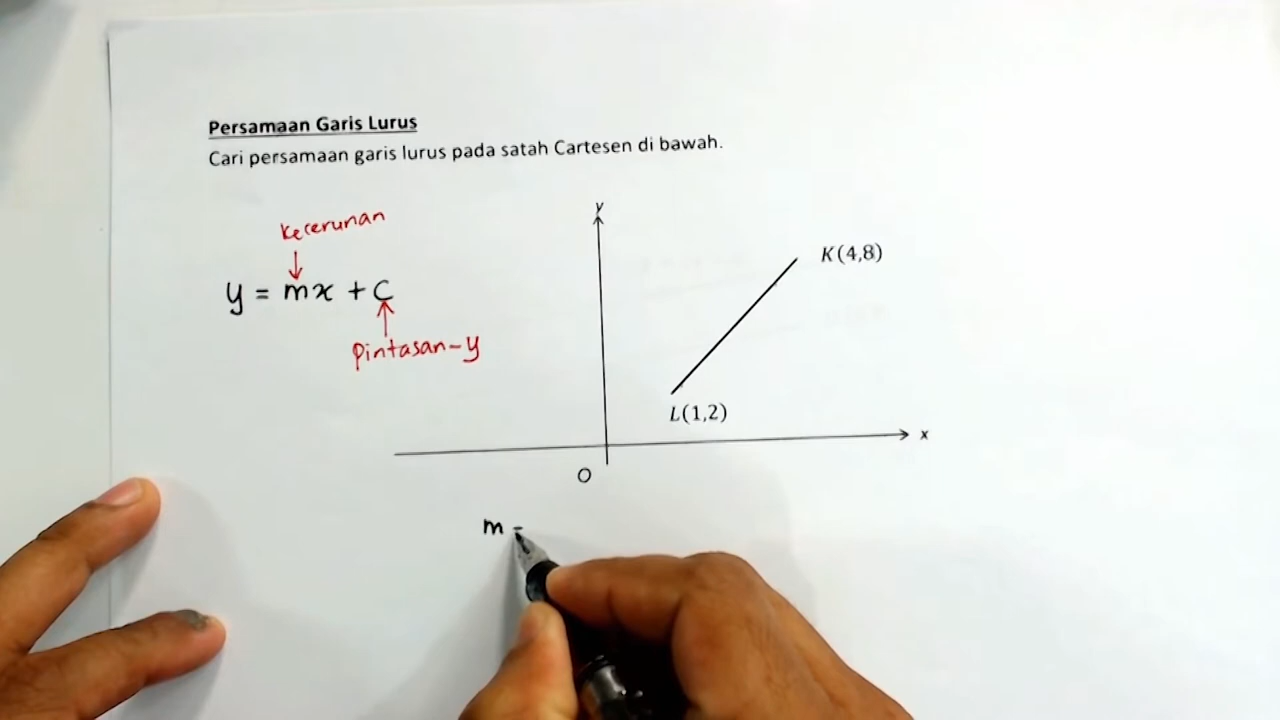 Persamaan Garis Lurus
Cari persamaan garis lurus pada satah Cartesen di bawah.
kecerunan
y = mx + c
pintasan-y
y
K(4,8)
L(1,2)
x
O
m =